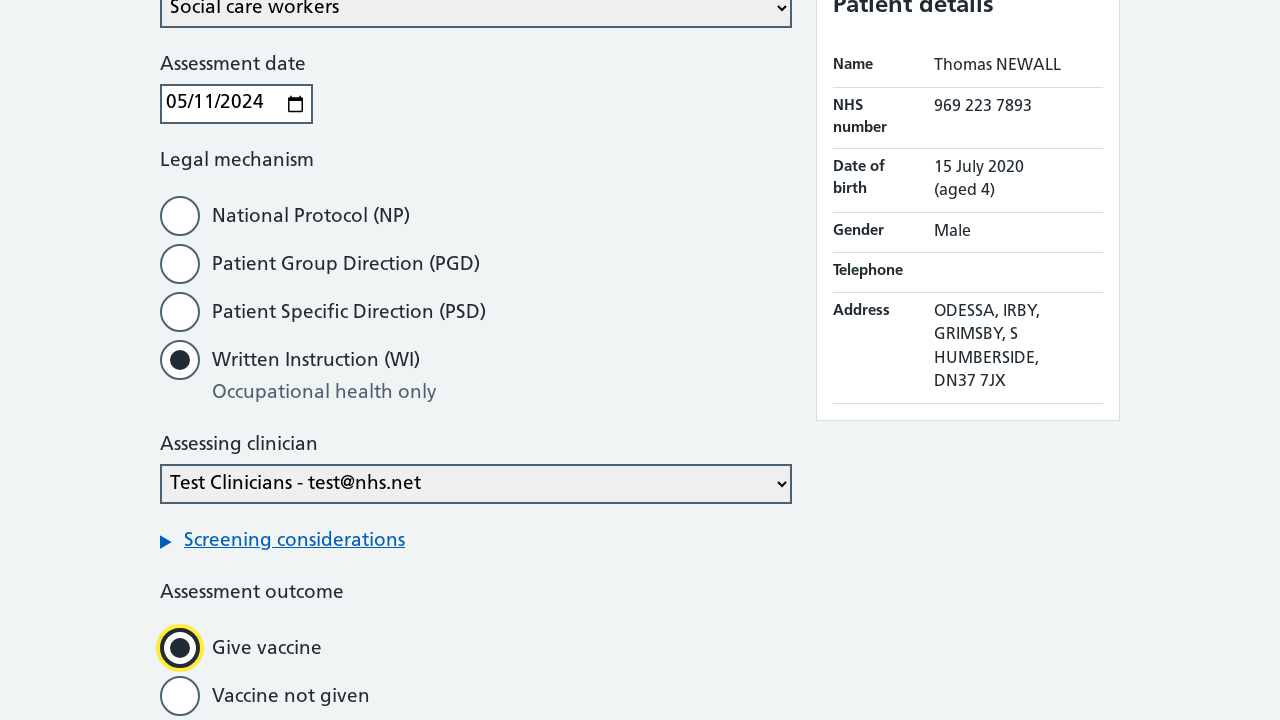 Social care workers
Assessment date
05/11/2024
Legal mechanism
National Protocol (NP)
Patient Group Direction (PGD)
Patient Specific Direction (PSD)
Written Instruction (WI)
Occupational health only
Assessing clinician
Test Clinicians - test@nhs.net
Screening considerations
Assessment outcome
Give vaccine
Vaccine not given
Patient details
Name Thomas NEWALL
NHS number 969 223 7893
Date of birth 15 July 2020
(aged 4)
Gender Male
Telephone
Address ODESSA, IRBY,
GRIMSBY, S
HUMBERSIDE,
DN37 7JX